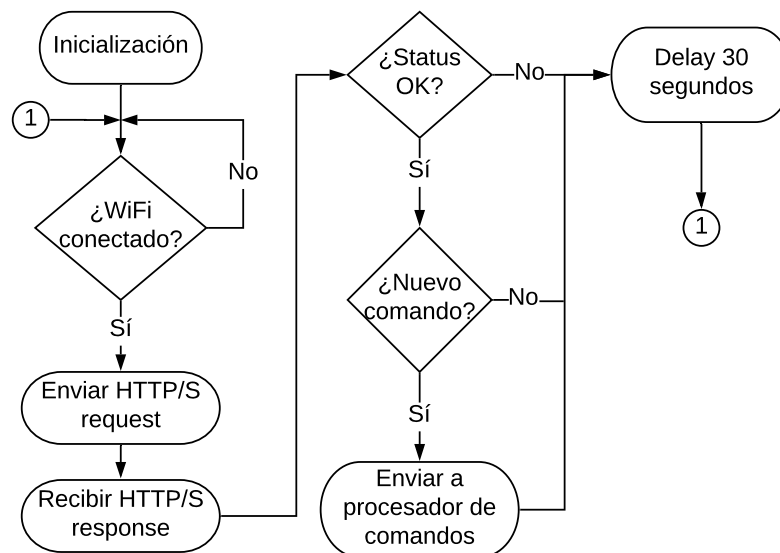 Inicialización
1
No
¿WiFi
conectado?
Sí
Enviar HTTP/S
request
Recibir HTTP/S
response
¿Status
OK?
No
Sí
¿Nuevo
comando?
No
Sí
Enviar a
procesador de
comandos
Delay 30
segundos
1